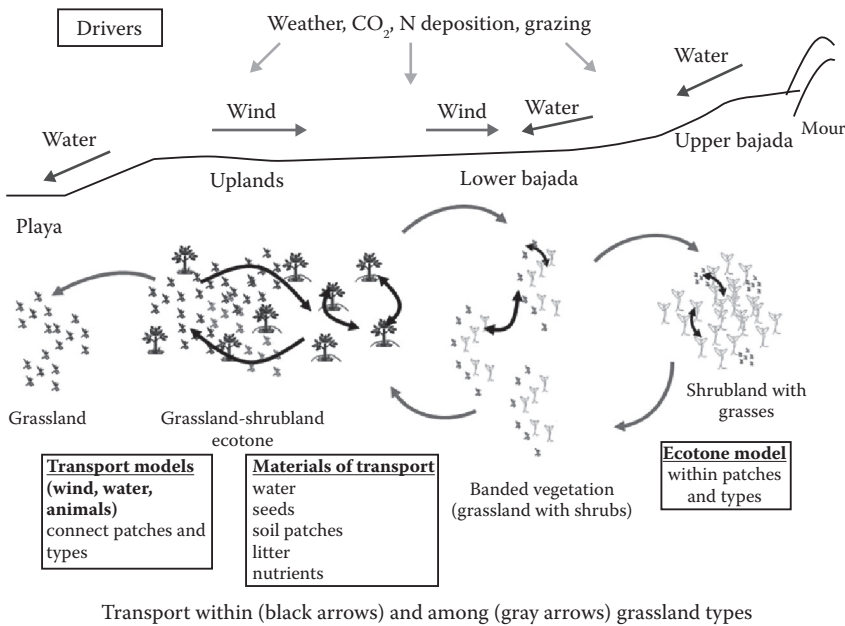 Drivers
Weather, CO2, N deposition, grazing
Water
Wind
Wind
Water
Water
Uplands
Lower bajada
Upper bajada
Mour
Playa
Grassland
Grassland-shrubland
ecotone
Banded vegetation
(grassland with shrubs)
Shrubland with
grasses
Transport models
(wind, water,
animals)
connect patches and
types
Materials of transport
water
seeds
soil patches
litter
nutrients
Ecotone model
within patches
and types
Transport within (black arrows) and among (gray arrows) grassland types